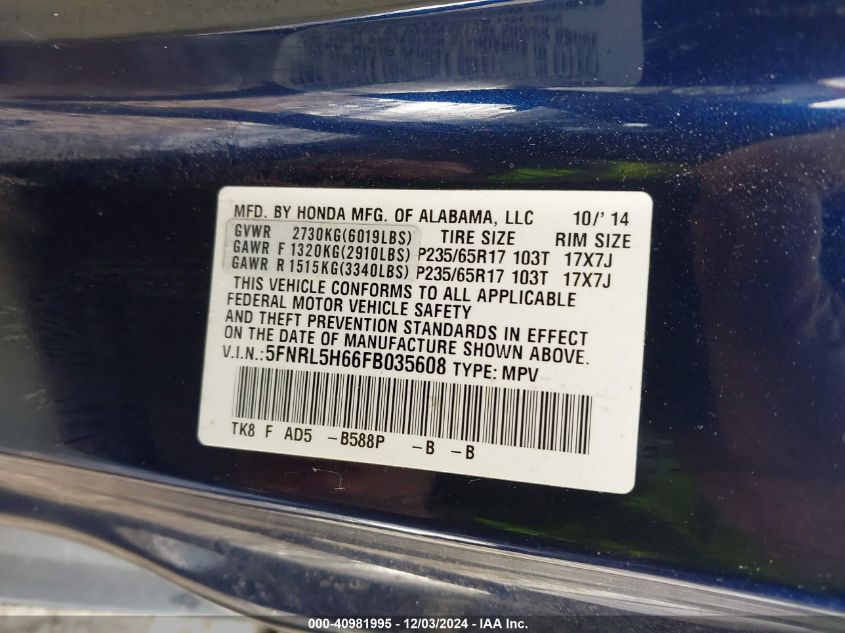 MFD. BY HONDA MFG. OF ALABAMA, LLC 10/' 14
GVWR 2730KG(6019LBS) TIRE SIZE RIM SIZE
GAWR F 1320KG(2910LBS) P235/65R17 103T 17X7J
GAWR R 1515KG(3340LBS) P235/65R17 103T 17X7J
THIS VEHICLE CONFORMS TO ALL APPLICABLE
FEDERAL MOTOR VEHICLE SAFETY
AND THEFT PREVENTION STANDARDS IN EFFECT
ON THE DATE OF MANUFACTURE SHOWN ABOVE.
V.I.N.:5FNRL5H66FB035608 TYPE: MPV
TK8 F AD5 -B588P -B -B
000-40981995 - 12/03/2024 - IAA Inc.